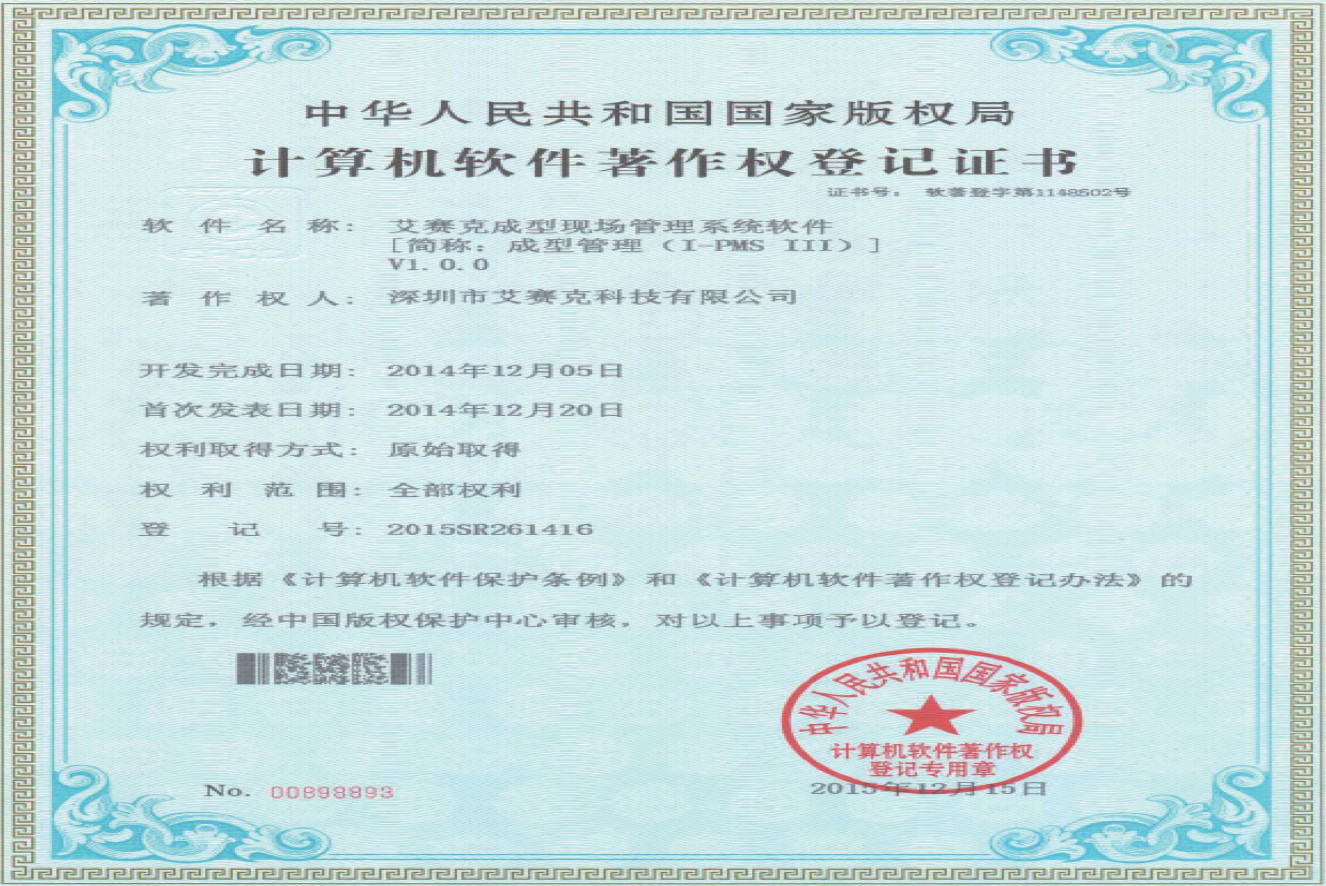 中华人民共和国国家版权局
计算机软件著作权登记证书
证书号： 软著登字第1148502号
软件名称： 艾赛克成型现场管理系统软件
[简称：成型管理（I-PMS III）]
V1.0.0
著作权人： 深圳市艾赛克科技有限公司
开发完成日期： 2014年12月05日
首次发表日期： 2014年12月20日
权利取得方式： 原始取得
权利范围： 全部权利
登记号： 2015SR261416
根据《计算机软件保护条例》和《计算机软件著作权登记办法》的
规定，经中国版权保护中心审核，对以上事项予以登记。
中华人民共和国国家版权局
计算机软件著作权
登记专用章
No. 00898893
2015年12月15日